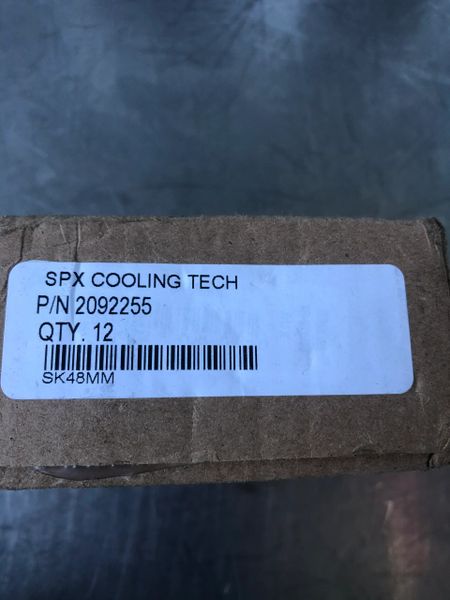 SPX COOLING TECH
P/N 2092255
QTY. 12
SK48MM